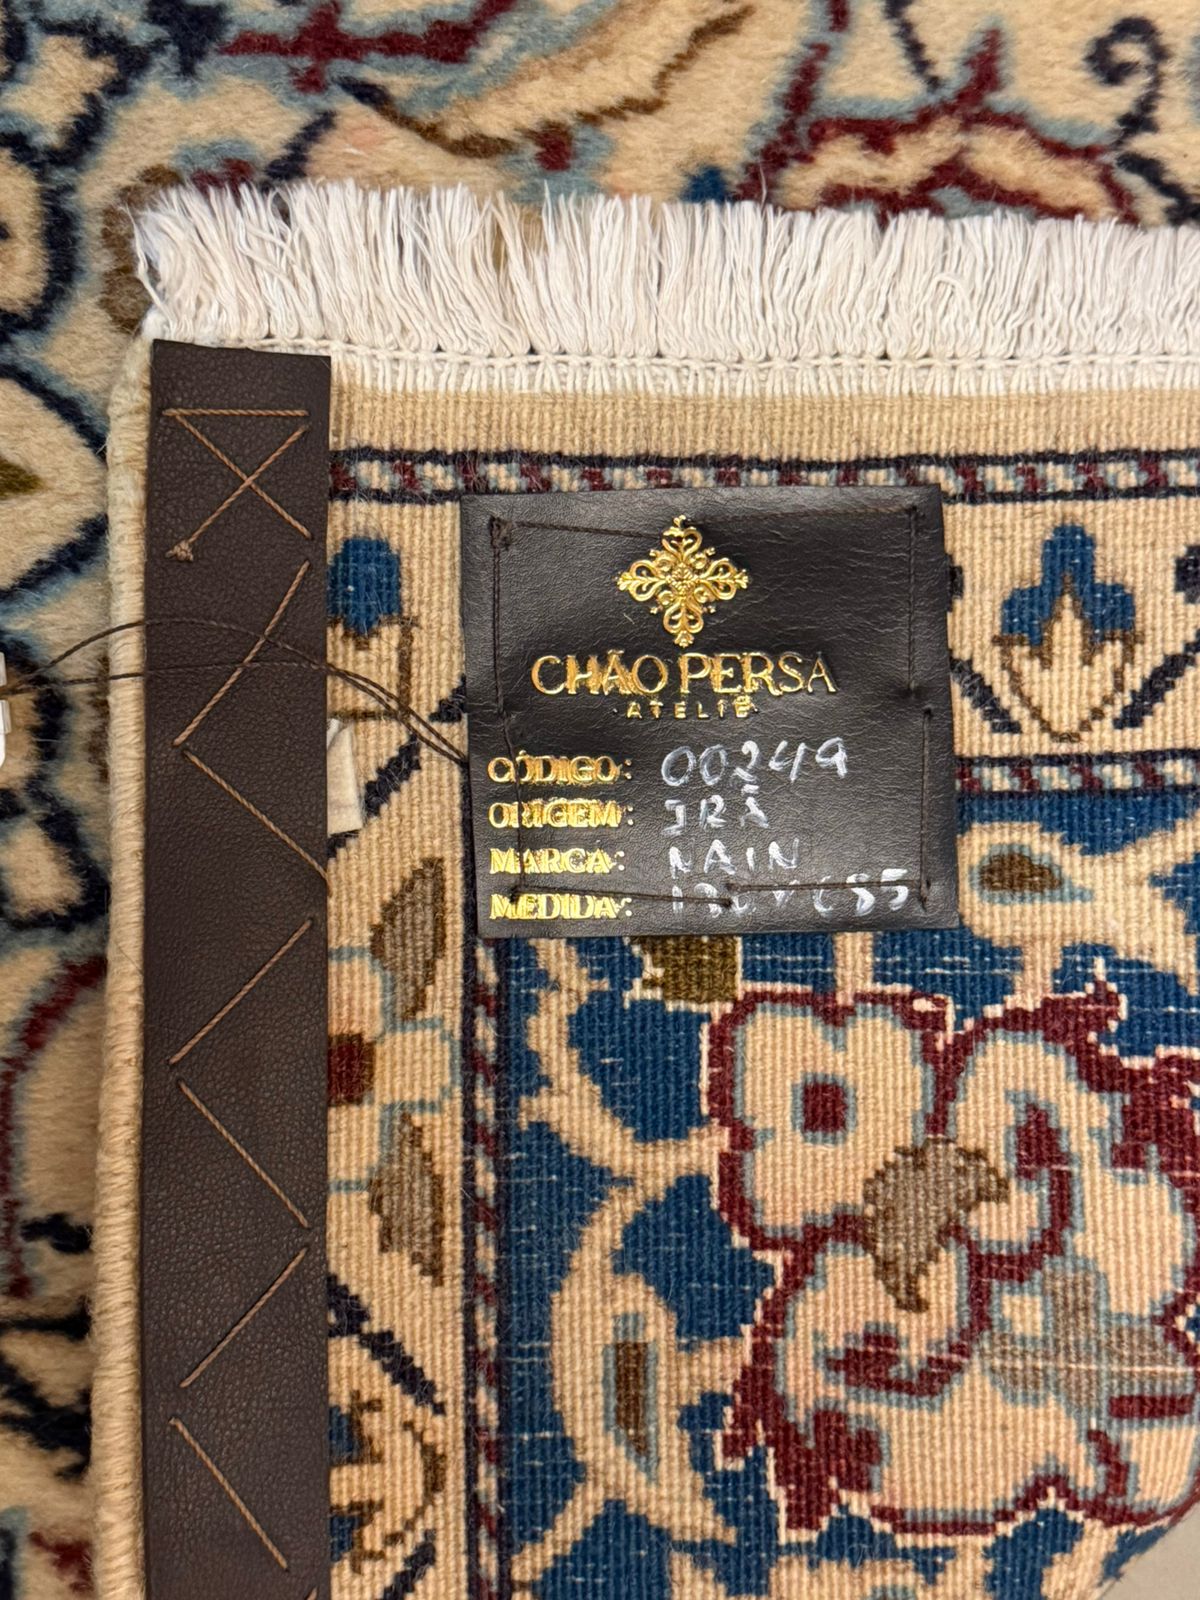 CHÃO PERSA
·ATELIÊ·
CÓDIGO: 00249
ORIGEM: IRÃ
MARCA: NAIN
MEDIDA: